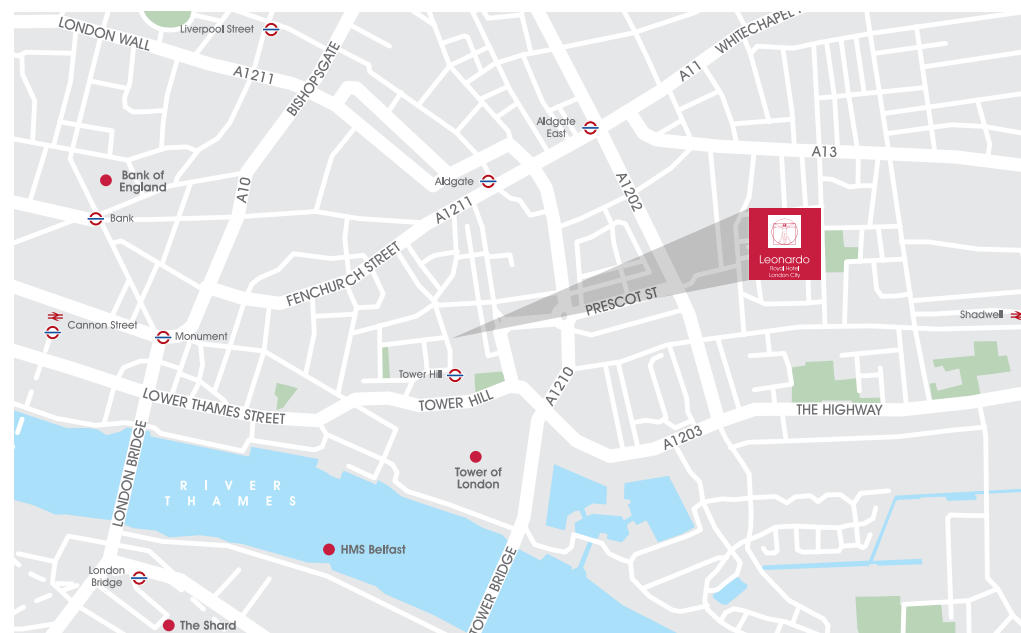 Liverpool Street
LONDON WALL
A1211
BISHOPSGATE
A11
WHITECHAPEL
Aldgate
East
A13
Bank of
England
A10
Aldgate
A1202
A1211
Bank
Leonardo
Royal Hotel
London City
FENCHURCH STREET
PRESCOT ST
Cannon Street
Monument
Shadwell
Tower Hill
A1210
LOWER THAMES STREET
TOWER HILL
THE HIGHWAY
A1203
LONDON BRIDGE
Tower of
London
RIVER
THAMES
HMS Belfast
TOWER BRIDGE
London
Bridge
The Shard